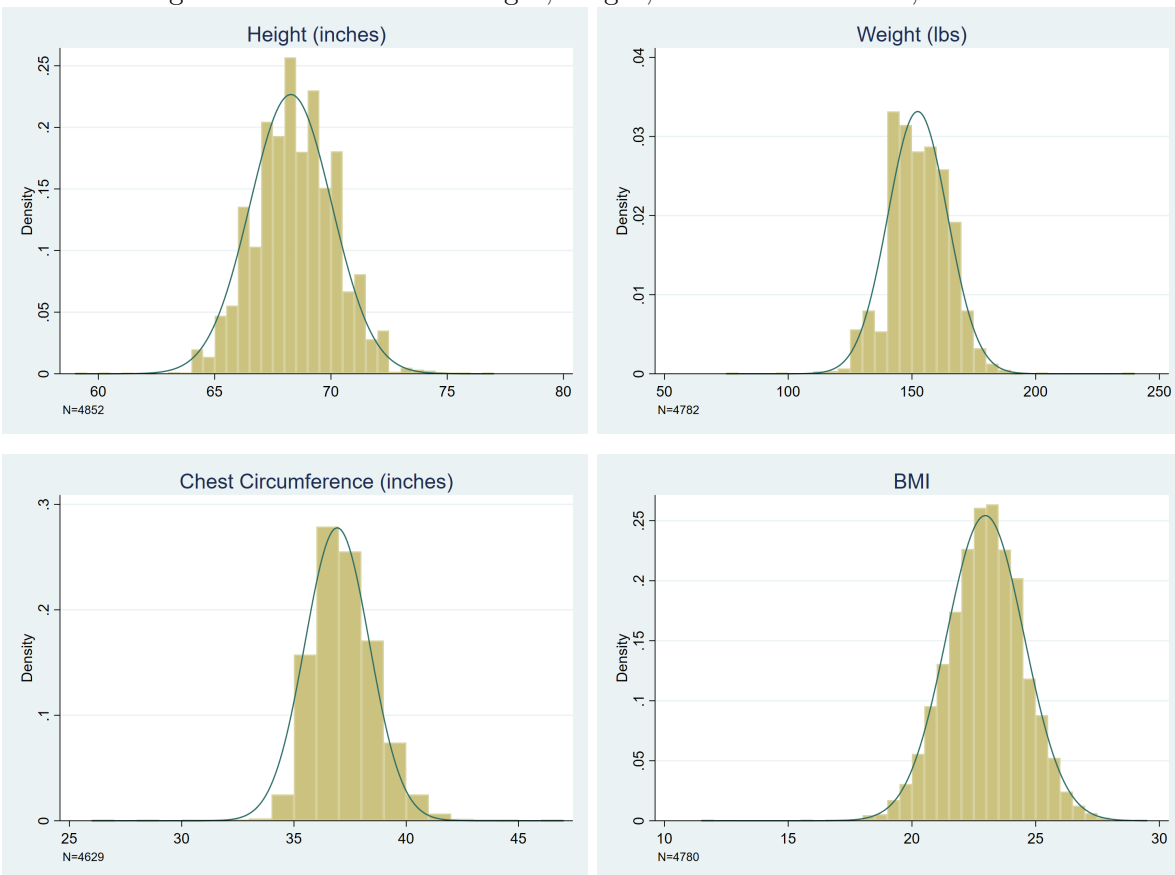 Height (inches)
Density
0 .05 .1 .15 .2 .25
60 65 70 75 80
N=4852
Weight (lbs)
Density
0 .01 .02 .03 .04
50 100 150 200 250
N=4782
Chest Circumference (inches)
Density
0 .1 .2 .3
25 30 35 40 45
N=4629
BMI
Density
0 .05 .1 .15 .2 .25
10 15 20 25 30
N=4780